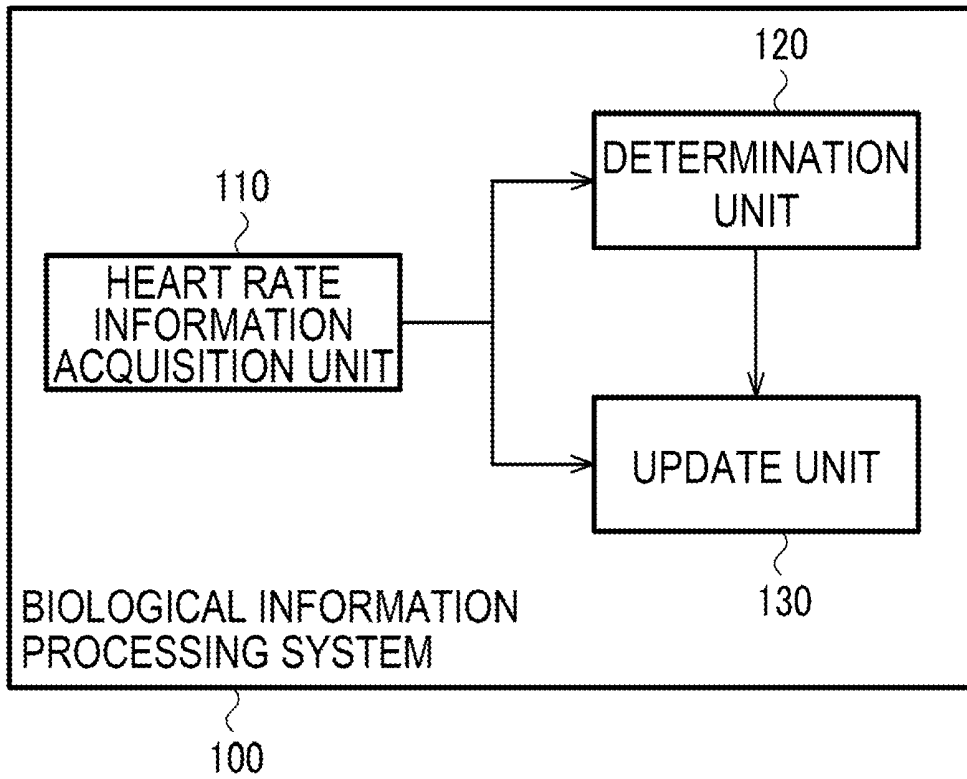 120
DETERMINATION
UNIT
110
HEART RATE
INFORMATION
ACQUISITION UNIT
UPDATE UNIT
130
BIOLOGICAL INFORMATION
PROCESSING SYSTEM
100